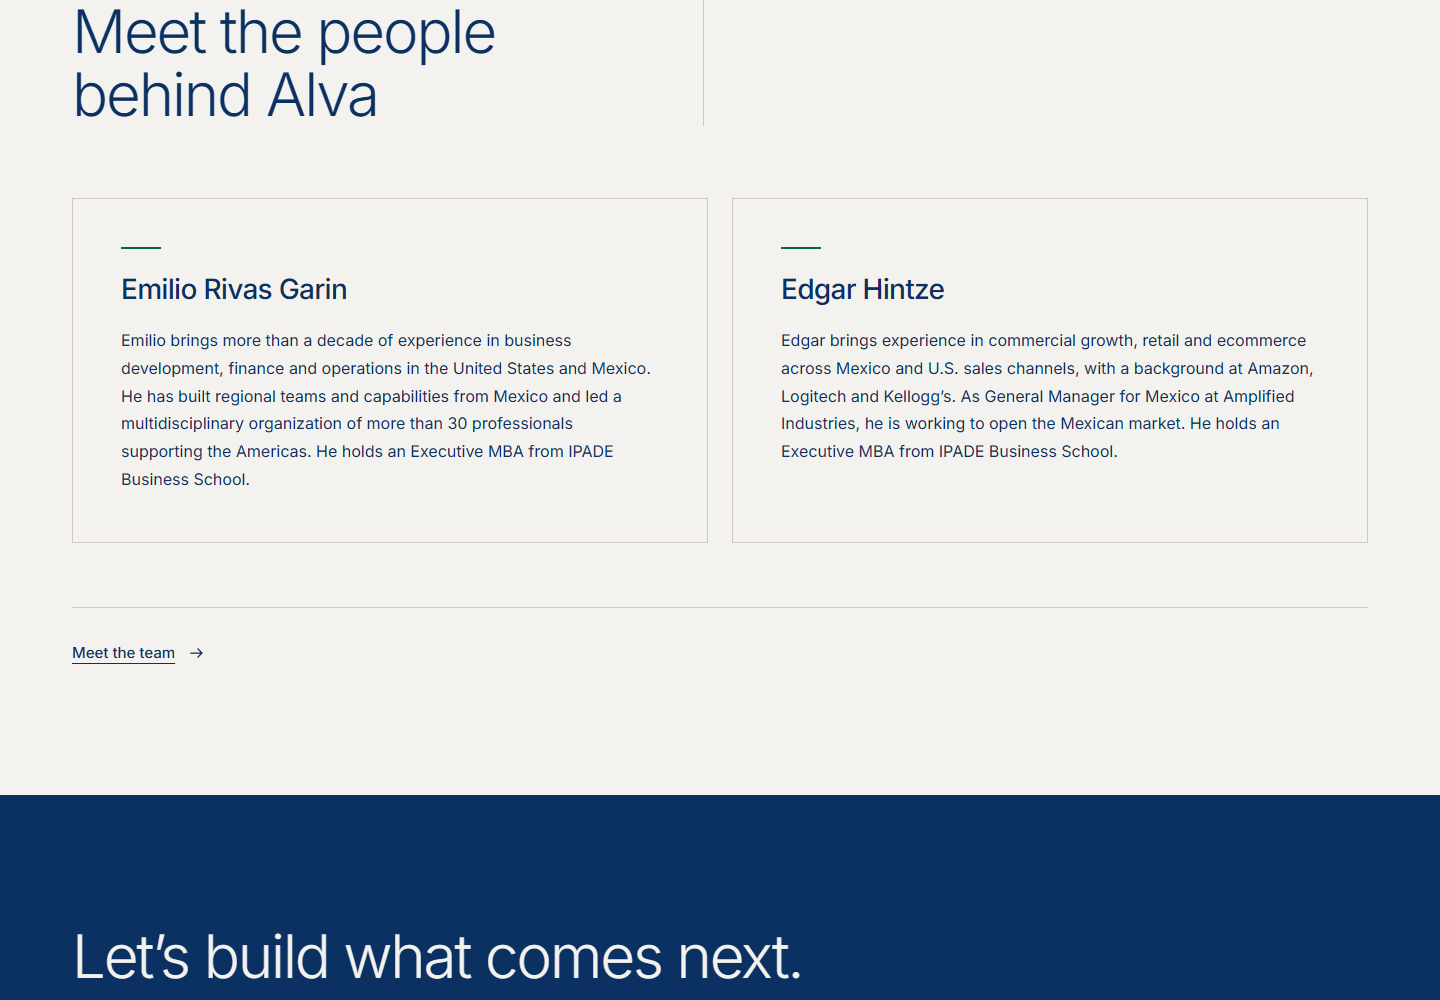 Meet the people
behind Alva
Emilio Rivas Garin
Emilio brings more than a decade of experience in business
development, finance and operations in the United States and Mexico.
He has built regional teams and capabilities from Mexico and led a
multidisciplinary organization of more than 30 professionals
supporting the Americas. He holds an Executive MBA from IPADE
Business School.
Edgar Hintze
Edgar brings experience in commercial growth, retail and ecommerce
across Mexico and U.S. sales channels, with a background at Amazon,
Logitech and Kellogg’s. As General Manager for Mexico at Amplified
Industries, he is working to open the Mexican market. He holds an
Executive MBA from IPADE Business School.
Meet the team →
Let’s build what comes next.